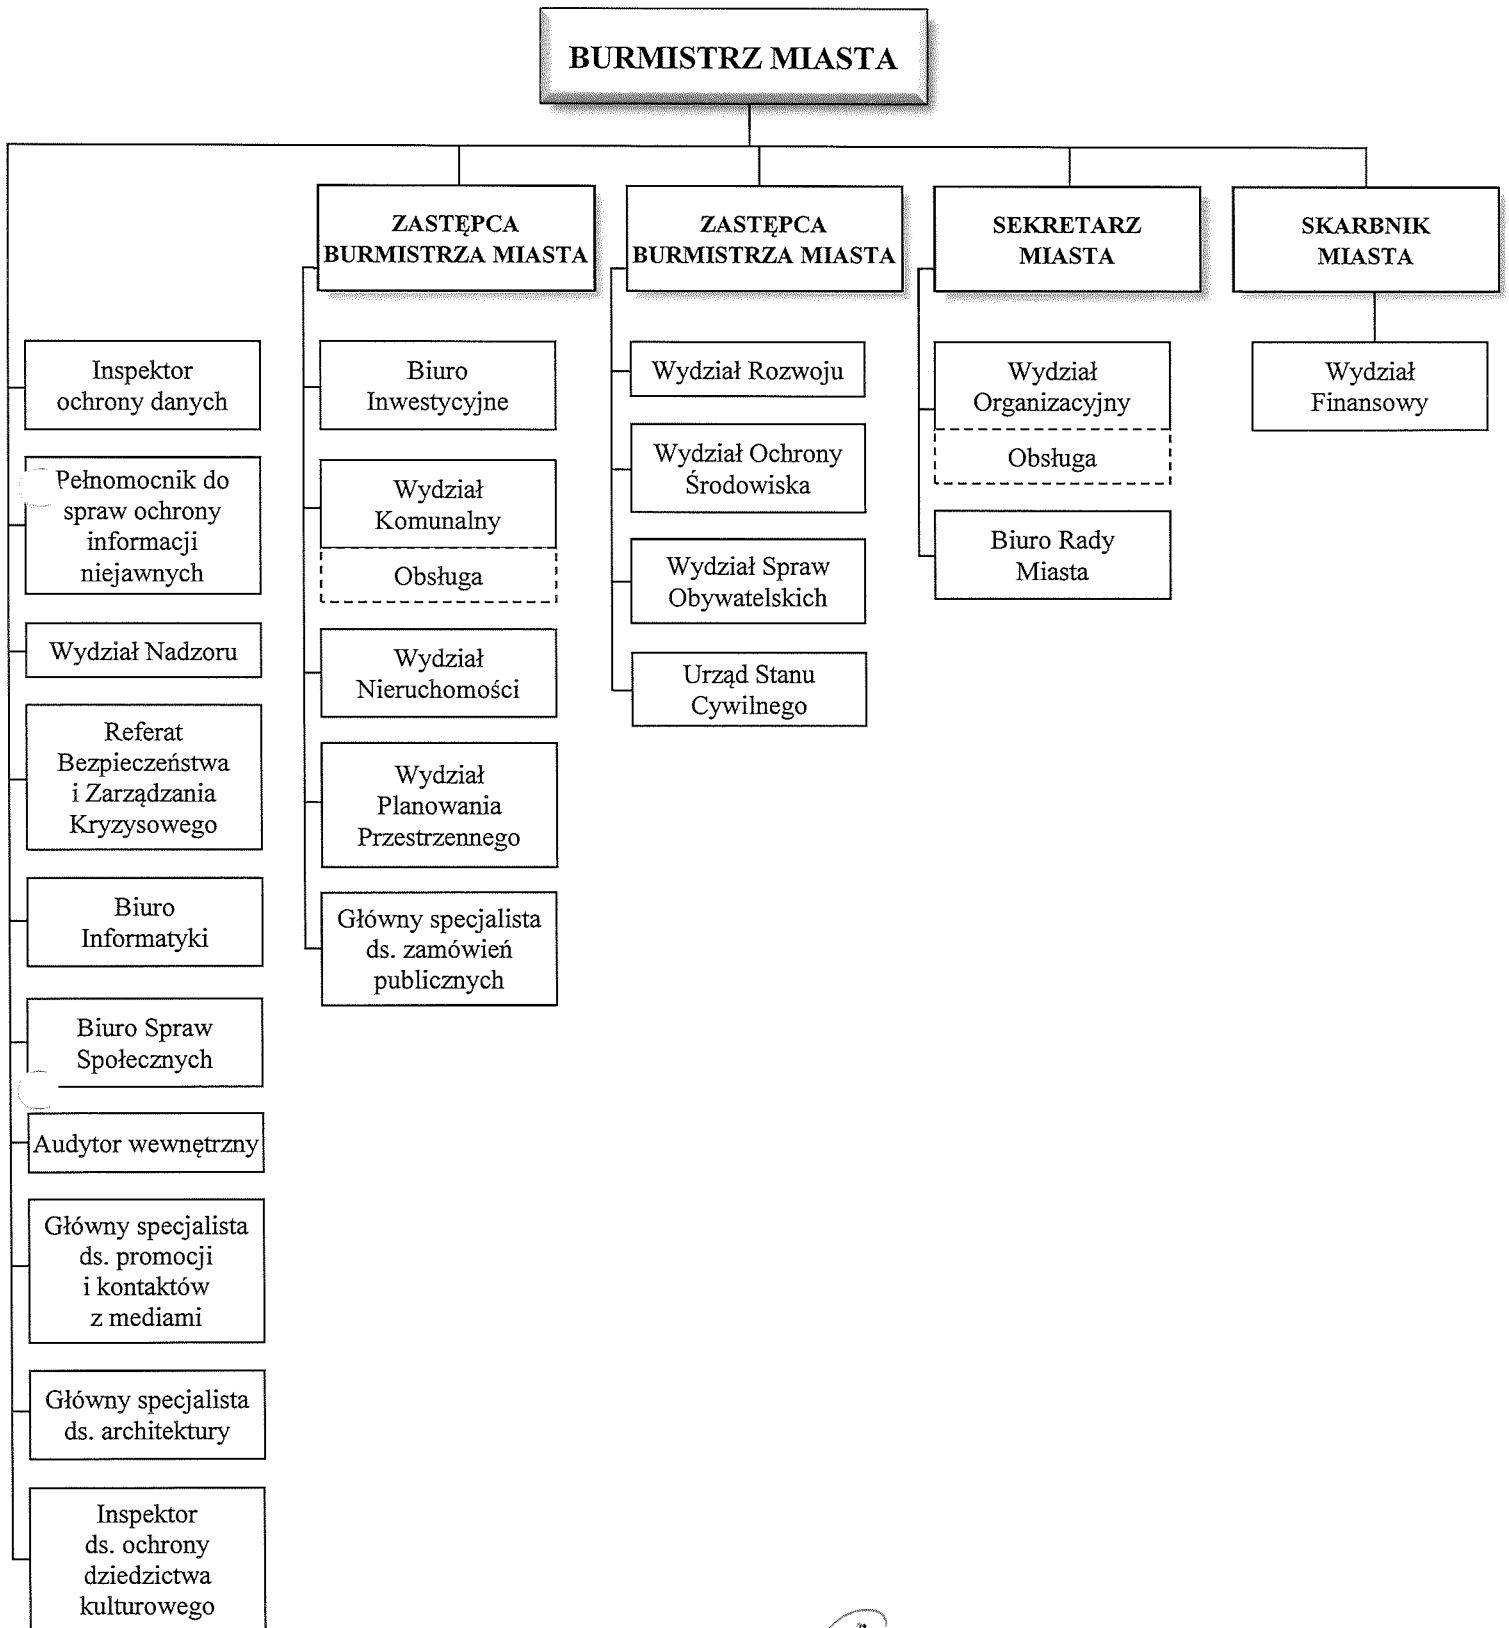 BURMISTRZ MIASTA
ZASTĘPCA
BURMISTRZA MIASTA
ZASTĘPCA
BURMISTRZA MIASTA
SEKRETARZ
MIASTA
SKARBNIK
MIASTA
Inspektor
ochrony danych
Pełnomocnik do
spraw ochrony
informacji
niejawnych
Wydział Nadzoru
Referat
Bezpieczeństwa
i Zarządzania
Kryzysowego
Biuro
Informatyki
Biuro Spraw
Społecznych
Audytor wewnętrzny
Główny specjalista
ds. promocji
i kontaktów
z mediami
Główny specjalista
ds. architektury
Inspektor
ds. ochrony
dziedzictwa
kulturowego
Biuro
Inwestycyjne
Wydział
Komunalny
Obsługa
Wydział
Nieruchomości
Wydział
Planowania
Przestrzennego
Główny specjalista
ds. zamówień
publicznych
Wydział Rozwoju
Wydział Ochrony
Środowiska
Wydział Spraw
Obywatelskich
Urząd Stanu
Cywilnego
Wydział
Organizacyjny
Obsługa
Biuro Rady
Miasta
Wydział
Finansowy